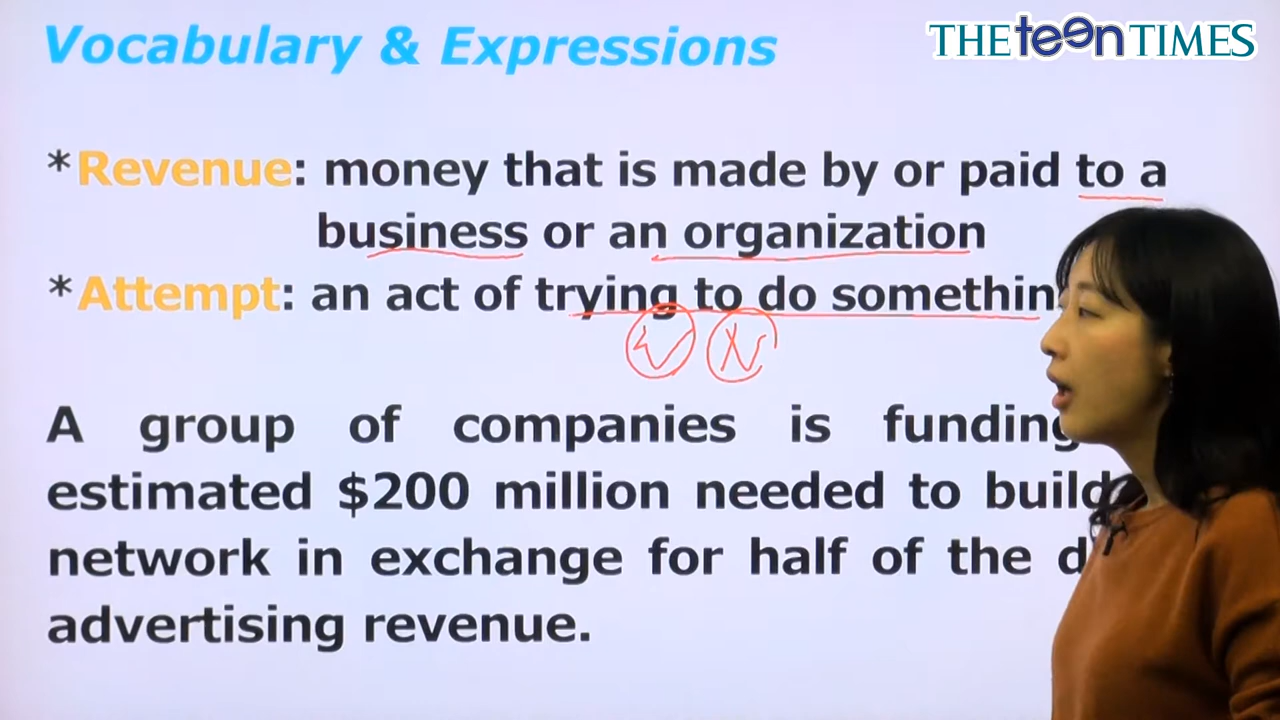 Vocabulary & Expressions
THE teen TIMES
*Revenue: money that is made by or paid to a
business or an organization
*Attempt: an act of trying to do somethin
V N
A group of companies is funding
estimated $200 million needed to build
network in exchange for half of the d
advertising revenue.